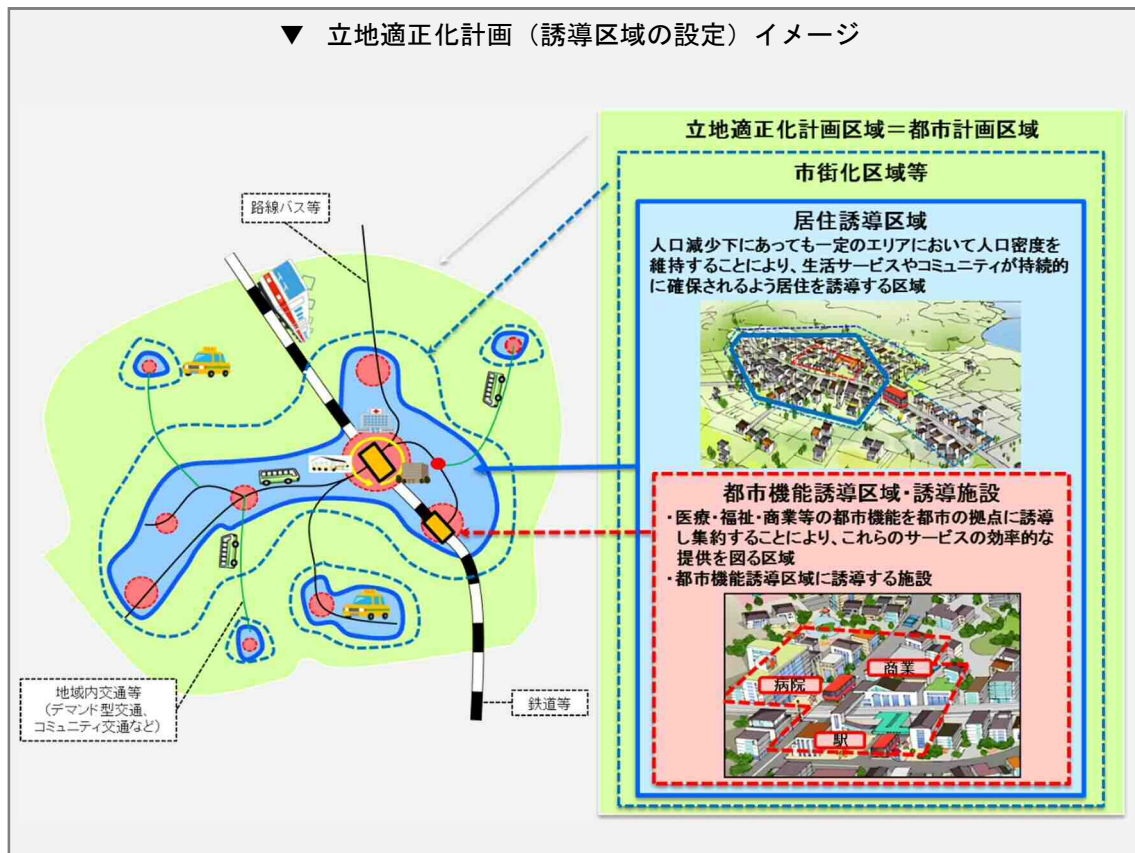 ▼ 立地適正化計画（誘導区域の設定）イメージ
立地適正化計画区域＝都市計画区域
市街化区域等
居住誘導区域
人口減少下にあっても一定のエリアにおいて人口密度を
維持することにより、生活サービスやコミュニティが持続的
に確保されるよう居住を誘導する区域
都市機能誘導区域・誘導施設
・医療・福祉・商業等の都市機能を都市の拠点に誘導
し集約することにより、これらのサービスの効率的な
提供を図る区域
・都市機能誘導区域に誘導する施設
商業
病院
駅
路線バス等
地域内交通等
（デマンド型交通、
コミュニティ交通など）
鉄道等